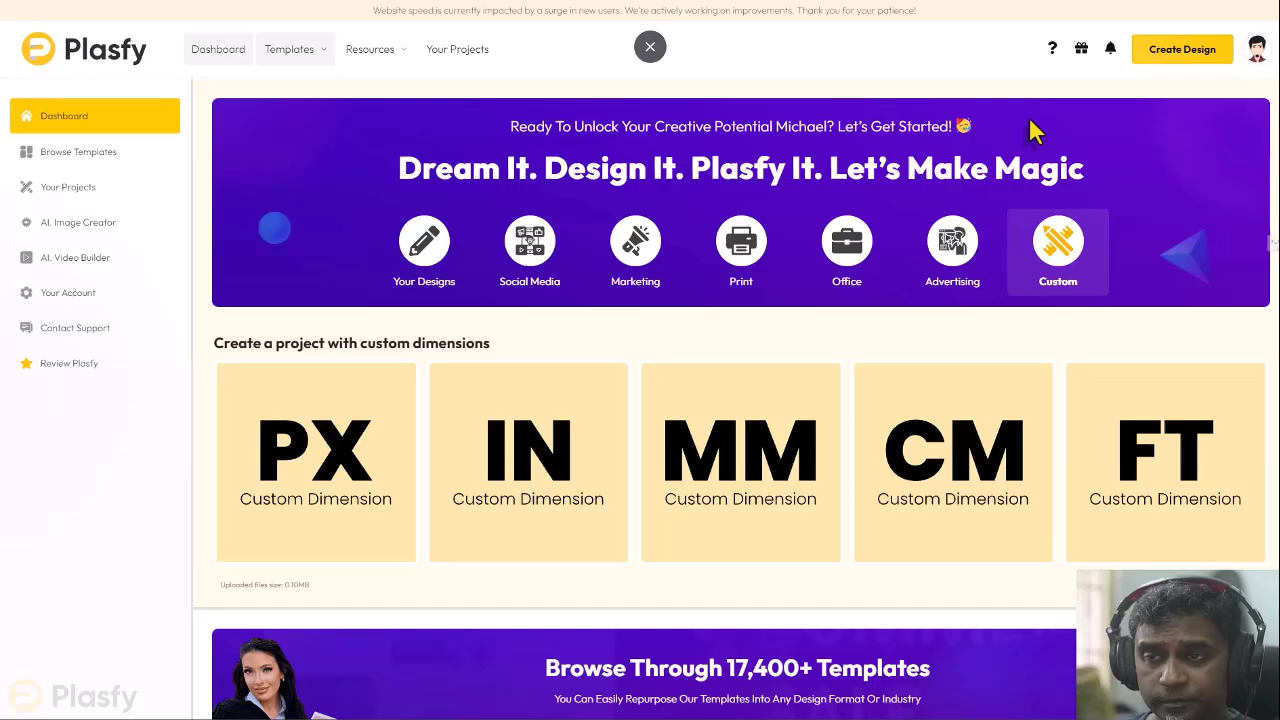 Website speed is currently impacted by a surge in new users. We're actively working on improvements. Thank you for your patience!
Plasfy
Dashboard
Templates
Resources
Your Projects
?
Create Design
Dashboard
Browse Templates
Your Projects
A.I. Image Creator
A.I. Video Builder
Your Account
Contact Support
Review Plasfy
Ready To Unlock Your Creative Potential Michael? Let's Get Started!
Dream It. Design It. Plasfy It. Let's Make Magic
Your Designs
Social Media
Marketing
Print
Office
Advertising
Custom
Create a project with custom dimensions
PX
Custom Dimension
IN
Custom Dimension
MM
Custom Dimension
CM
Custom Dimension
FT
Custom Dimension
Uploaded files size: 0.10MB
Browse Through 17,400+ Templates
You Can Easily Repurpose Our Templates Into Any Design Format Or Industry
Plasfy